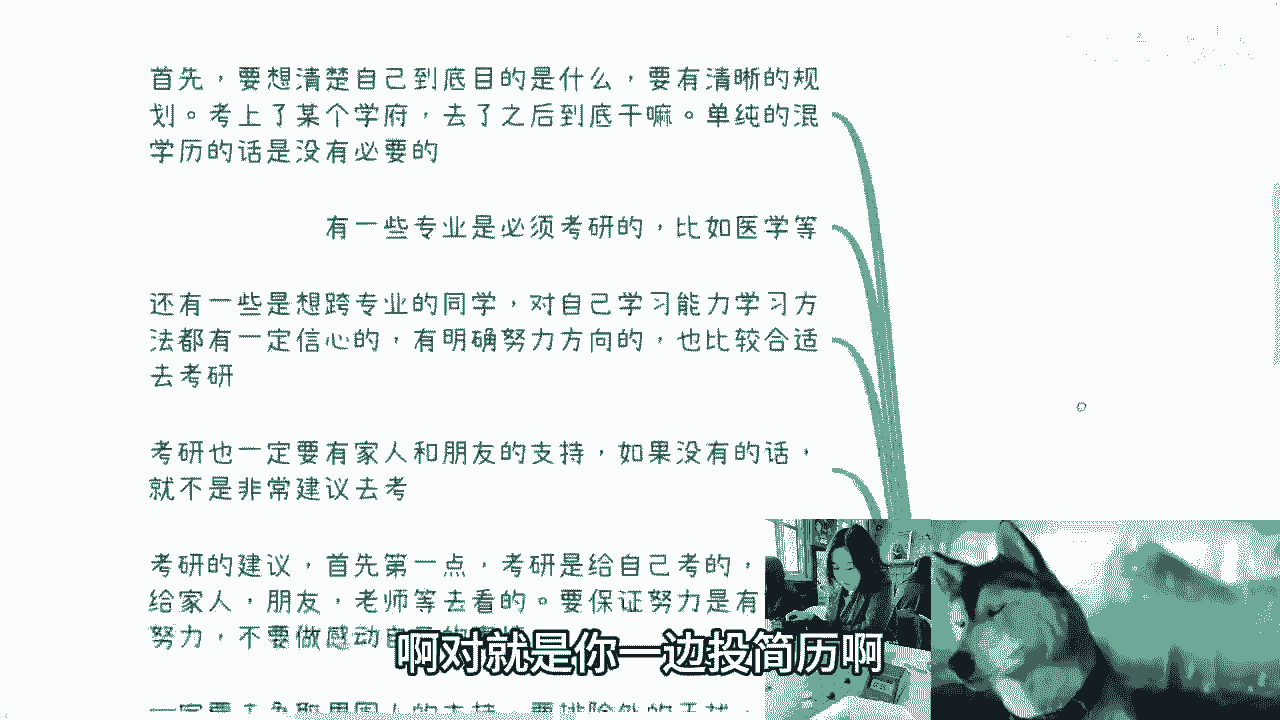 首先，要想清楚自己到底目的是什么，要有清晰的规
划。考上了某个学府，去了之后到底干嘛。单纯的混
学历的话是没有必要的
有一些专业是必须考研的，比如医学等
还有一些是想跨专业的同学，对自己学习能力学习方
法都有一定信心的，有明确努力方向的，也比较合适
去考研
考研也一定要有家人和朋友的支持，如果没有的话，
就不是非常建议去考
考研的建议，首先第一点，考研是给自己考的，
给家人，朋友，老师等去看的。要保证努力是有
努力，不要做感动自
啊对就是你一边投简历啊